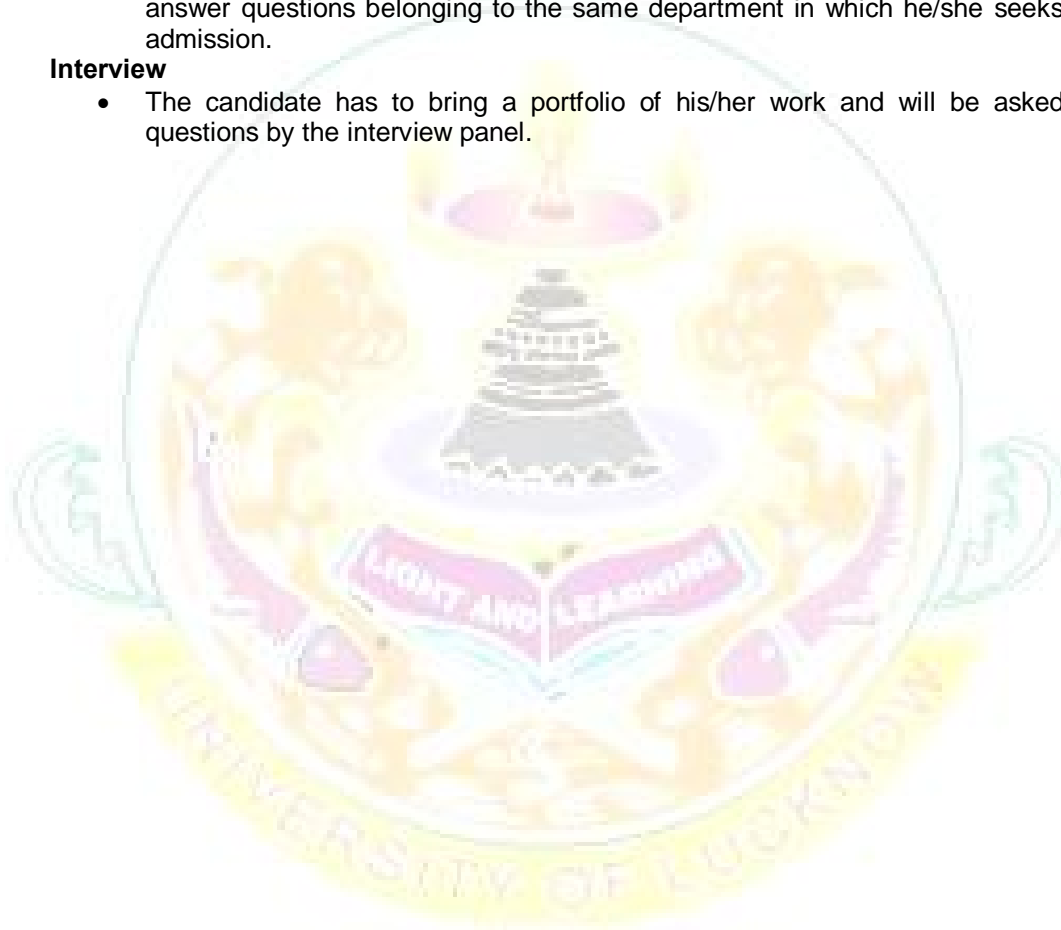 answer questions belonging to the same department in which he/she seeks
admission.
Interview
• The candidate has to bring a portfolio of his/her work and will be asked
questions by the interview panel.
LIGHT AND LEARNING
UNIVERSITY OF LUCKNOW